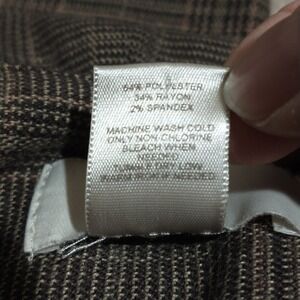 64% POLYESTER
34% RAYON
2% SPANDEX
MACHINE WASH COLD
ONLY NON-CHLORINE
BLEACH WHEN
NEEDED
TUMBLE DRY LOW
WARM IRON IF NEEDED